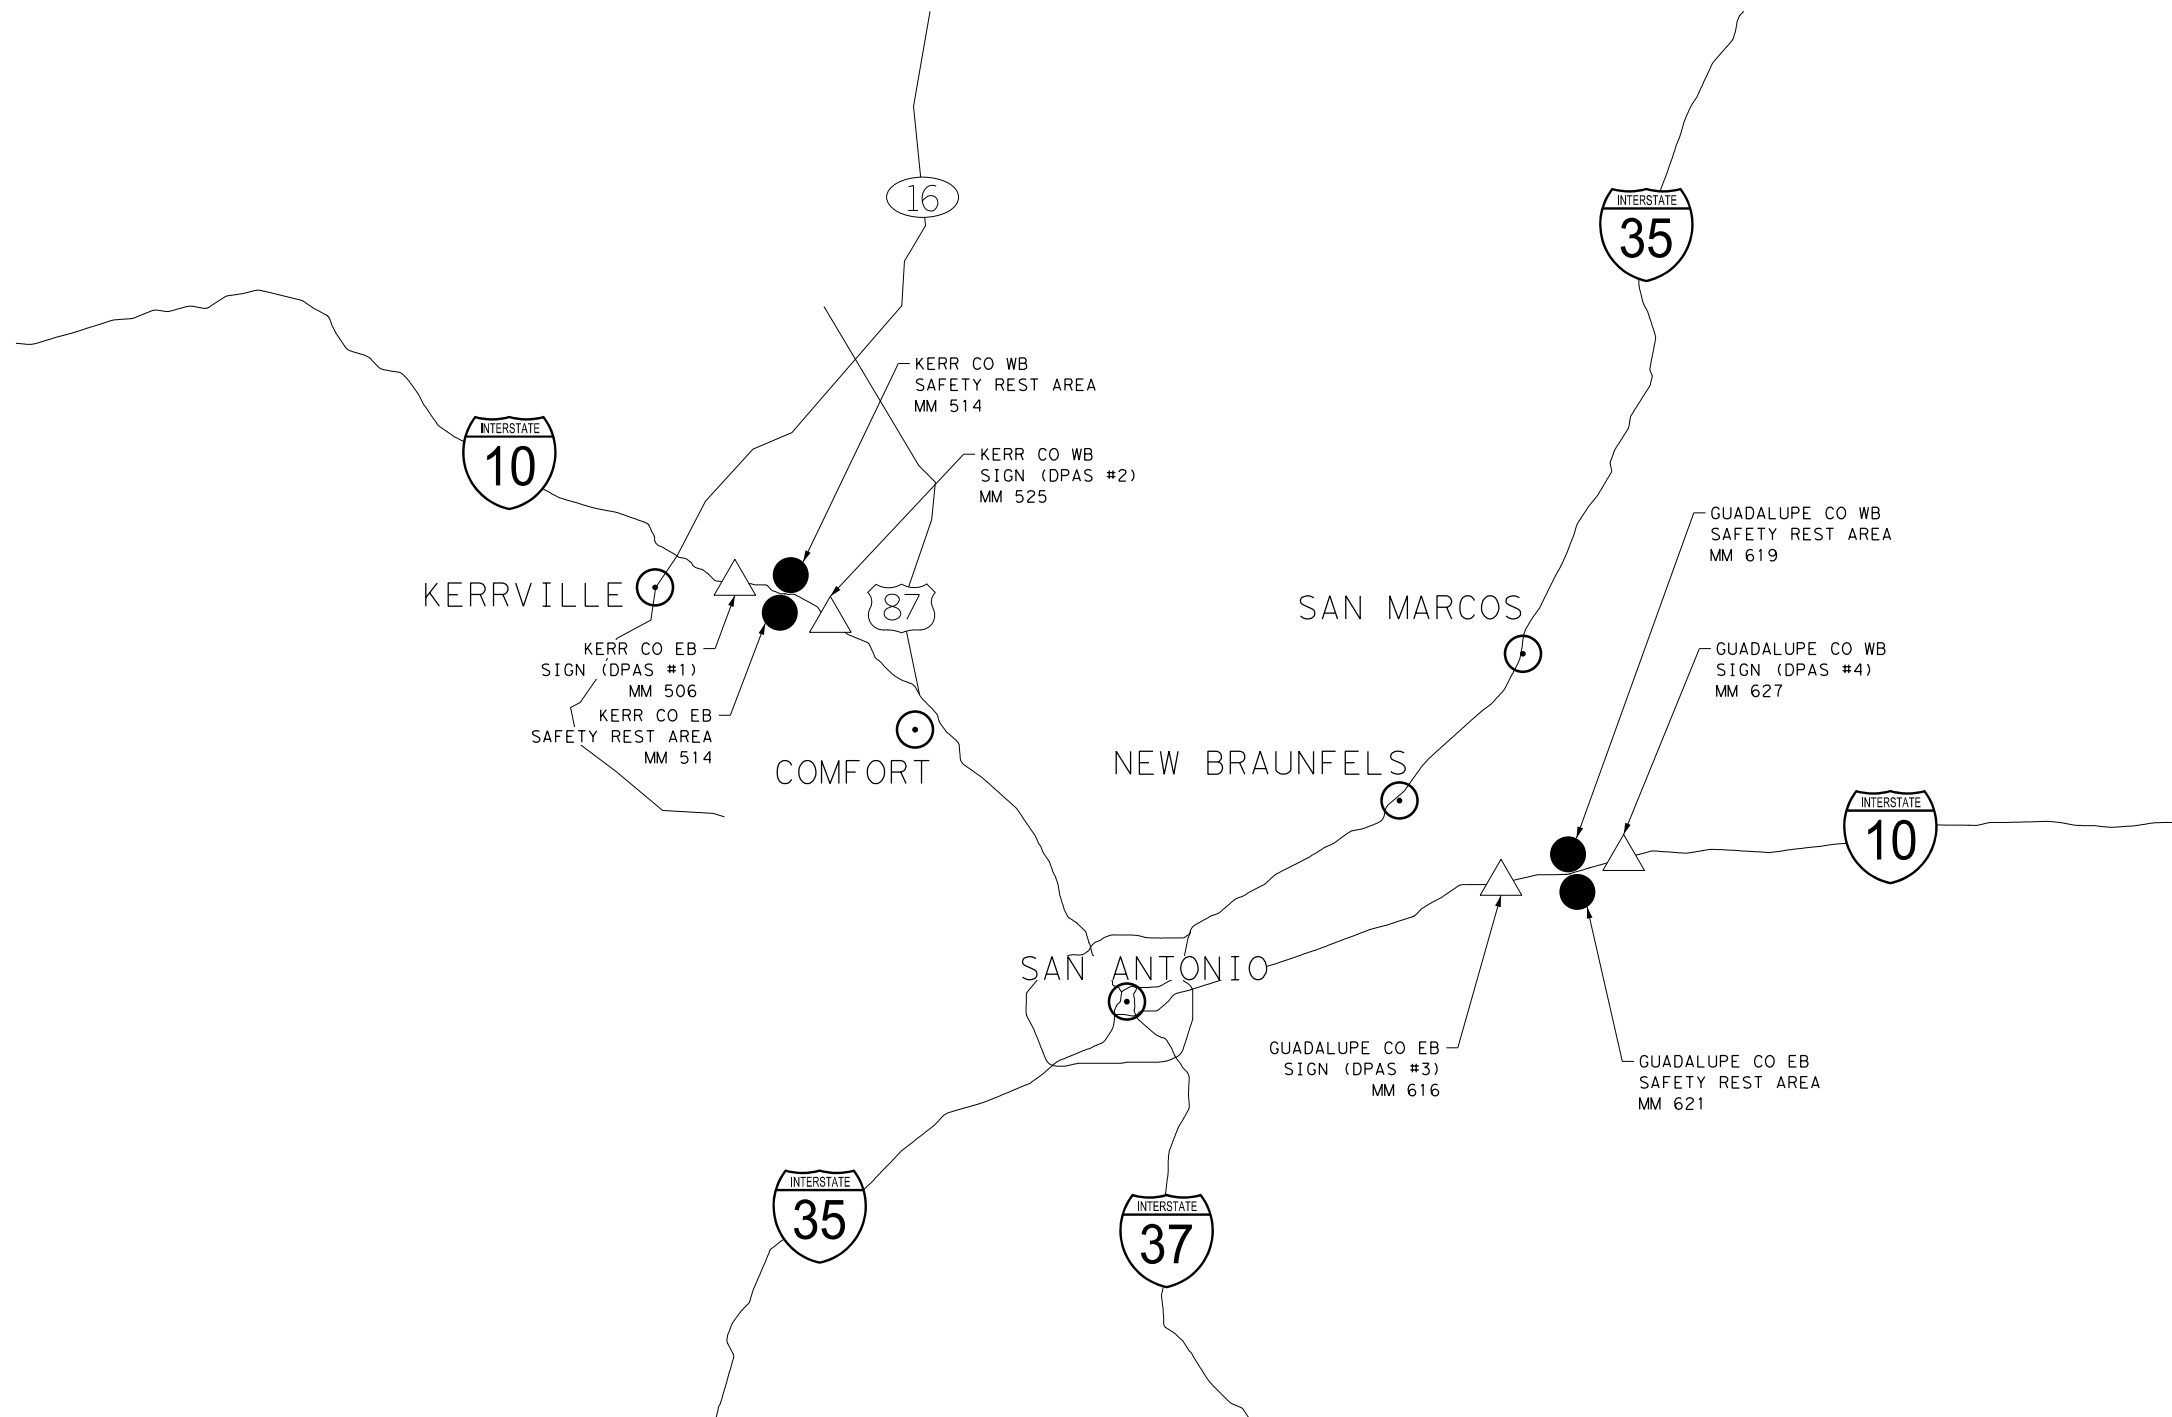 16
INTERSTATE
35
KERR CO WB
SAFETY REST AREA
MM 514
INTERSTATE
10
KERR CO WB
SIGN (DPAS #2)
MM 525
GUADALUPE CO WB
SAFETY REST AREA
MM 619
KERRVILLE
87
SAN MARCOS
KERR CO EB
SIGN (DPAS #1)
MM 506
GUADALUPE CO WB
SIGN (DPAS #4)
MM 627
KERR CO EB
SAFETY REST AREA
MM 514
COMFORT
NEW BRAUNFELS
INTERSTATE
10
SAN ANTONIO
GUADALUPE CO EB
SIGN (DPAS #3)
MM 616
GUADALUPE CO EB
SAFETY REST AREA
MM 621
INTERSTATE
35
INTERSTATE
37